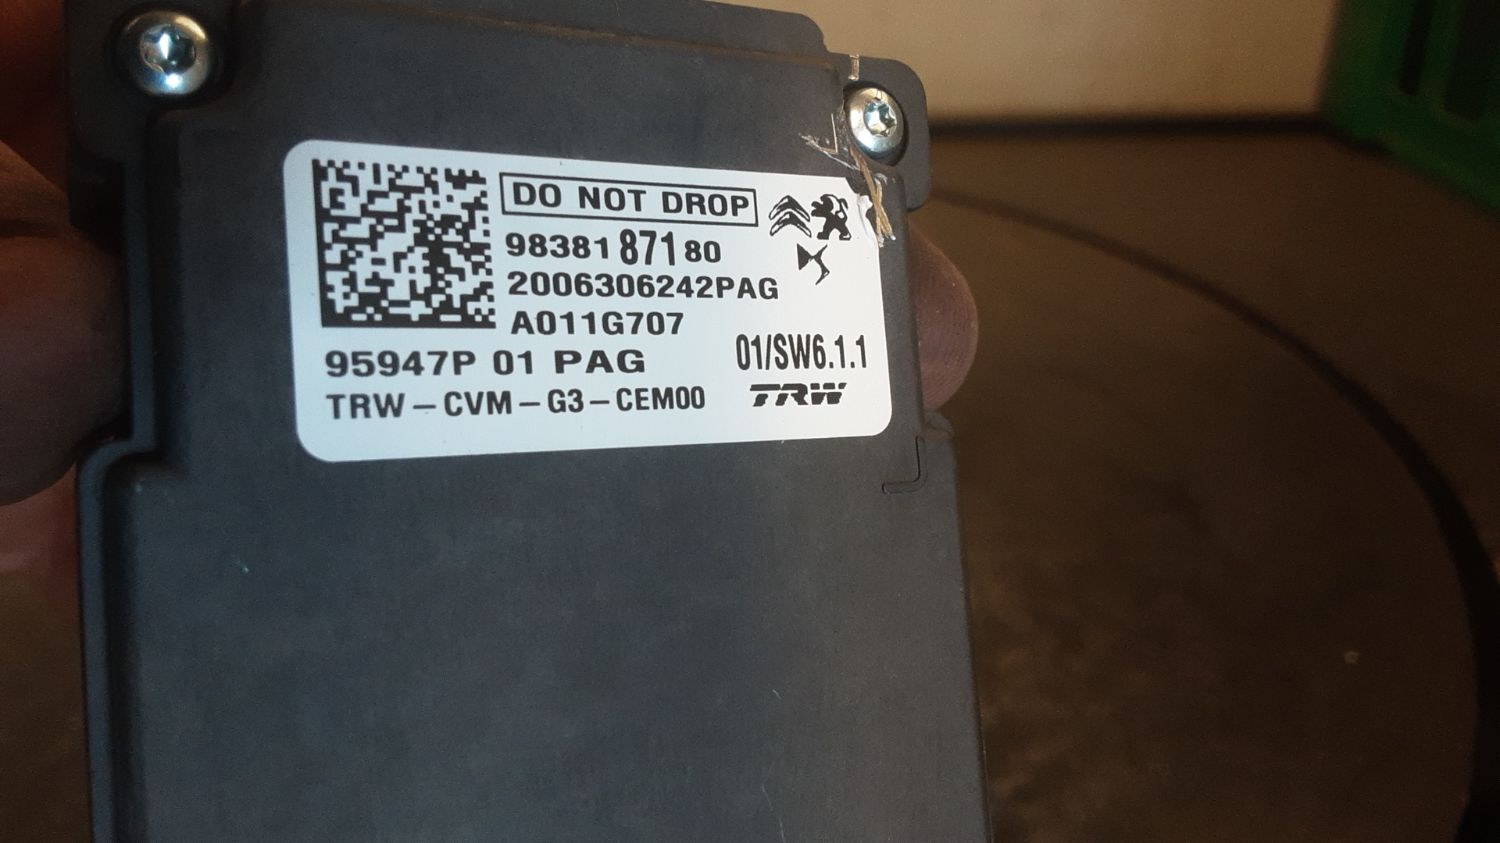 DO NOT DROP
98381 871 80
2006306242PAG
A011G707
95947P 01 PAG
01/SW6.1.1
TRW-CVM-G3-CEM00
TRW